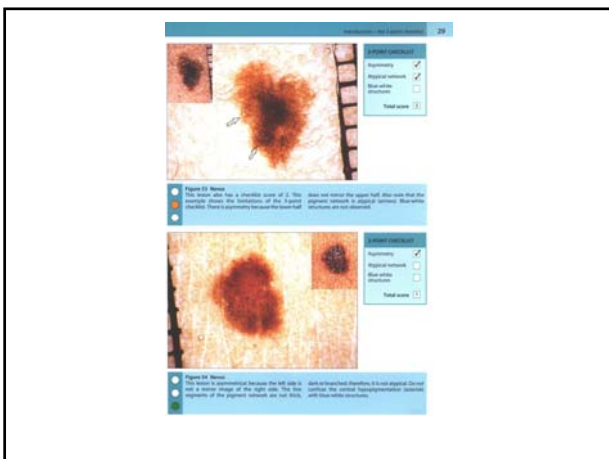 Introduction—the 3-point checklist 29
3-POINT CHECKLIST
Asymmetry
Atypical network
Blue-white
structures
Total score 2
Figure 53 Nevus
This lesion also has a checklist score of 2. This
example shows the limitations of the 3-point
checklist. There is asymmetry because the lower half
does not mirror the upper half. Also note that the
pigment network is atypical (arrows). Blue-white
structures are not observed.
3-POINT CHECKLIST
Asymmetry
Atypical network
Blue-white
structures
Total score 1
Figure 54 Nevus
This lesion is asymmetrical because the left side is
not a mirror image of the right side. The line
segments of the pigment network are not thick,
dark or branched; therefore, it is not atypical. Do not
confuse the central hypopigmentation (asterisk)
with blue-white structures.